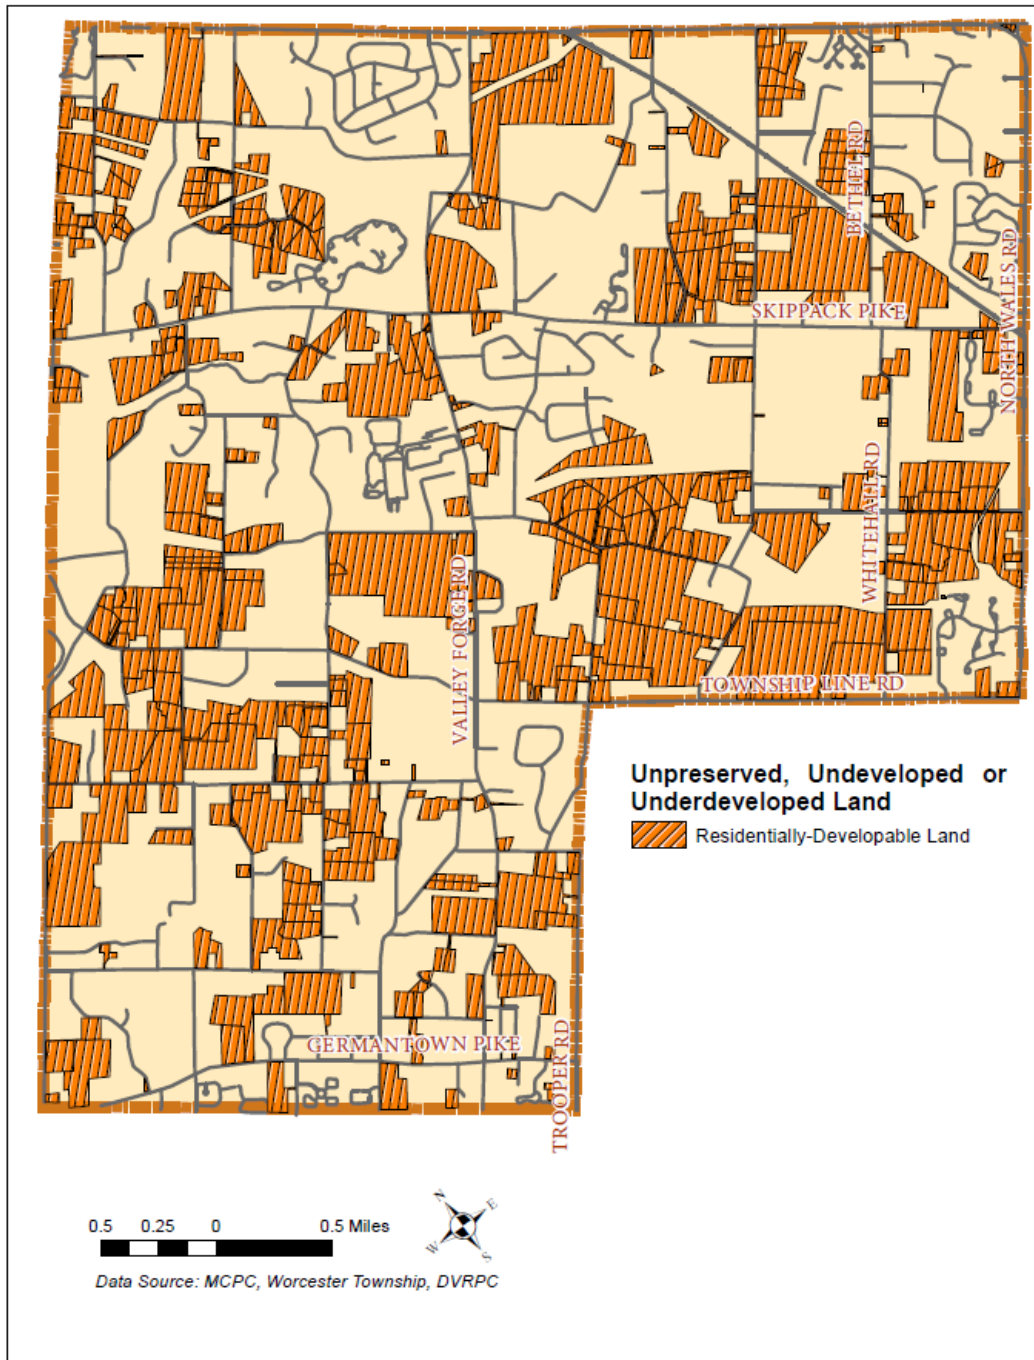 BETHEL RD
NORTH WALES RD
SKIPPACK PIKE
WHITEHALL RD
VALLEY FORGE RD
TOWNSHIP LINE RD
Unpreserved, Undeveloped or
Underdeveloped Land
Residentially-Developable Land
GERMANTOWN PIKE
TROOPER RD
N
E
W
S
0.5 0.25 0 0.5 Miles
Data Source: MCPC, Worcester Township, DVRPC